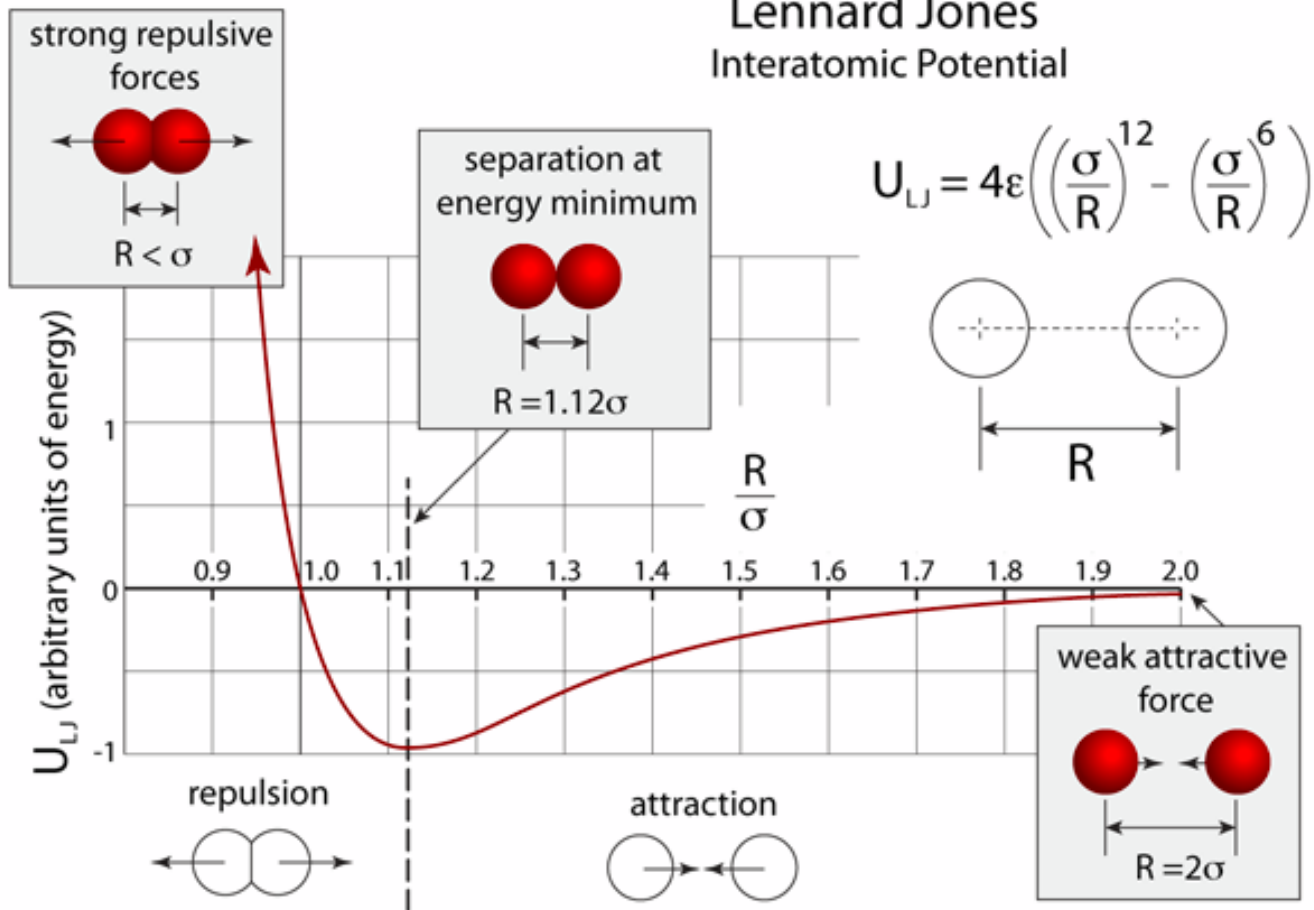 Lennard Jones
Interatomic Potential
strong repulsive
forces
R < σ
separation at
energy minimum
R = 1.12σ
U_LJ = 4ε((σ/R)^12 - (σ/R)^6)
R
R/σ
U_LJ (arbitrary units of energy)
1
0
-1
0.9 1.0 1.1 1.2 1.3 1.4 1.5 1.6 1.7 1.8 1.9 2.0
weak attractive
force
R = 2σ
repulsion
attraction